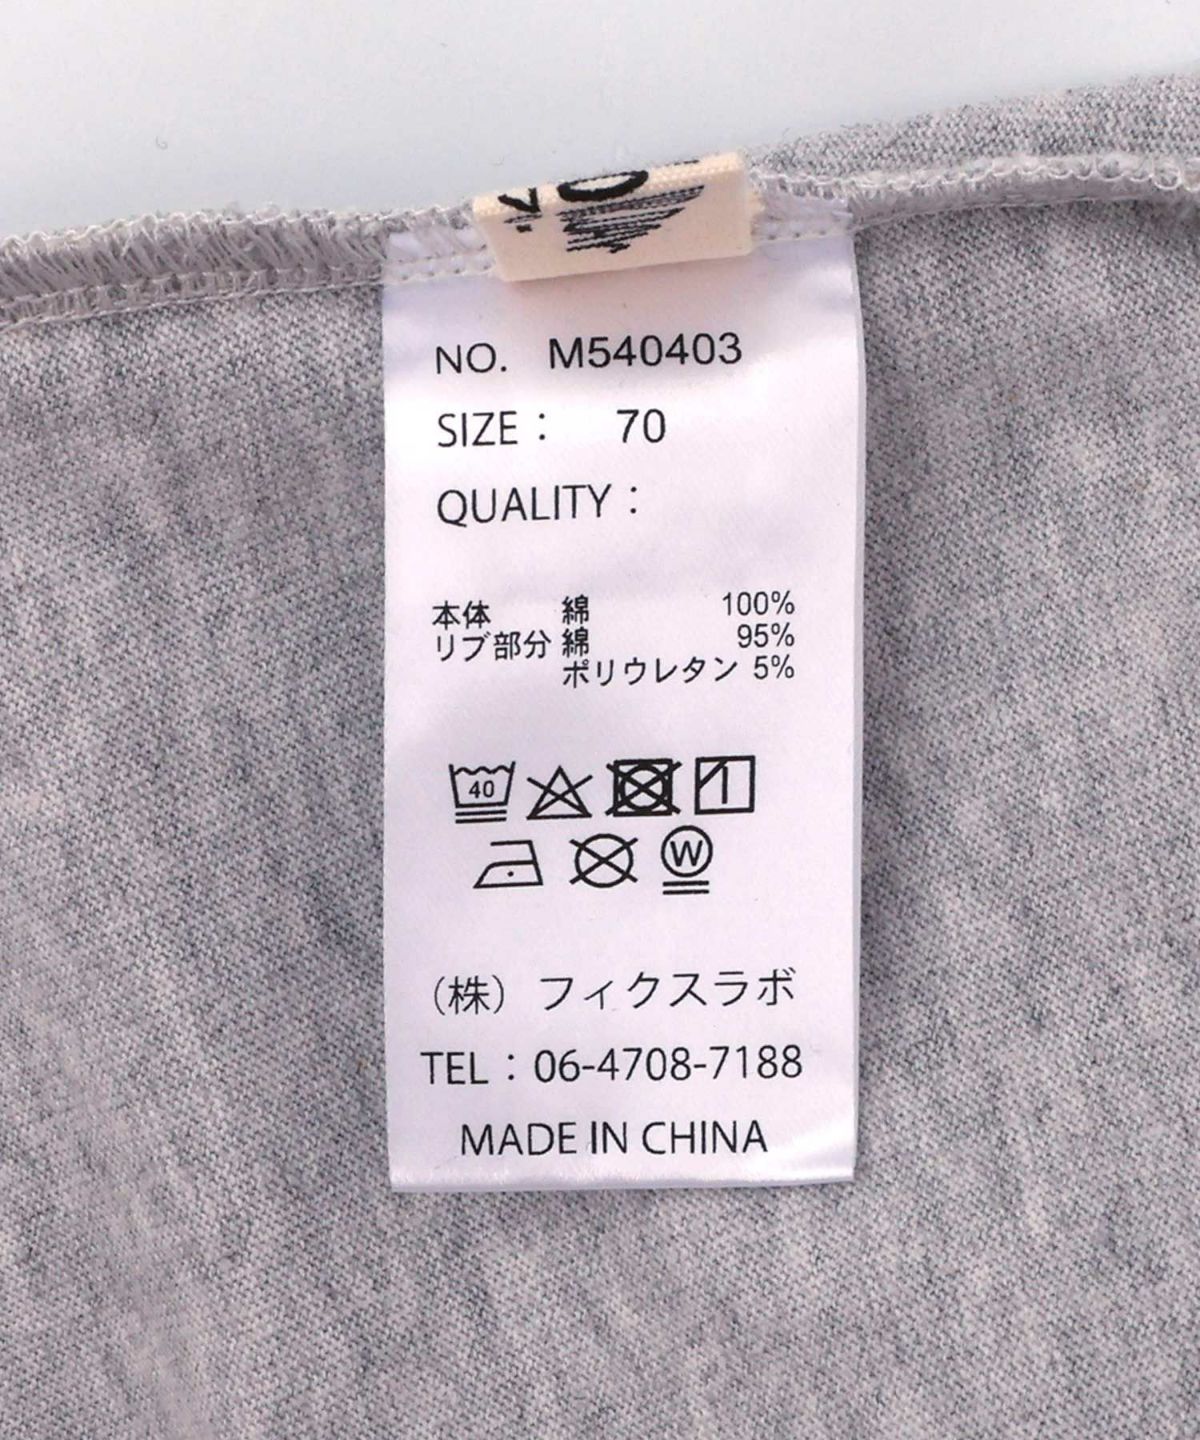 NO. M540403
SIZE： 70
QUALITY：
本体 綿 100%
リブ部分 綿 95%
ポリウレタン 5%
40
W
（株）フィクスラボ
TEL：06-4708-7188
MADE IN CHINA